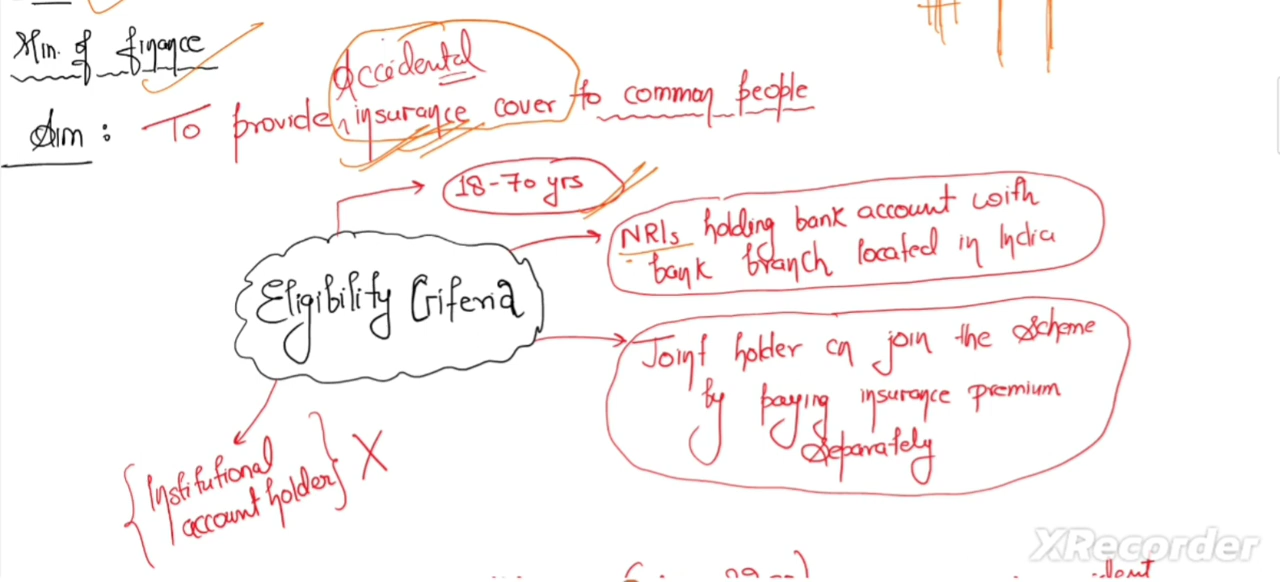 Min. of finance
Accidental
Aim : To provide, insurance cover to common people
18-70 yrs
NRIs holding bank account with
bank branch located in India
Eligibility Criteria
Joint holder cn join the scheme
by paying insurance premium
separately
{Institutional
account holder} X
XRecorder